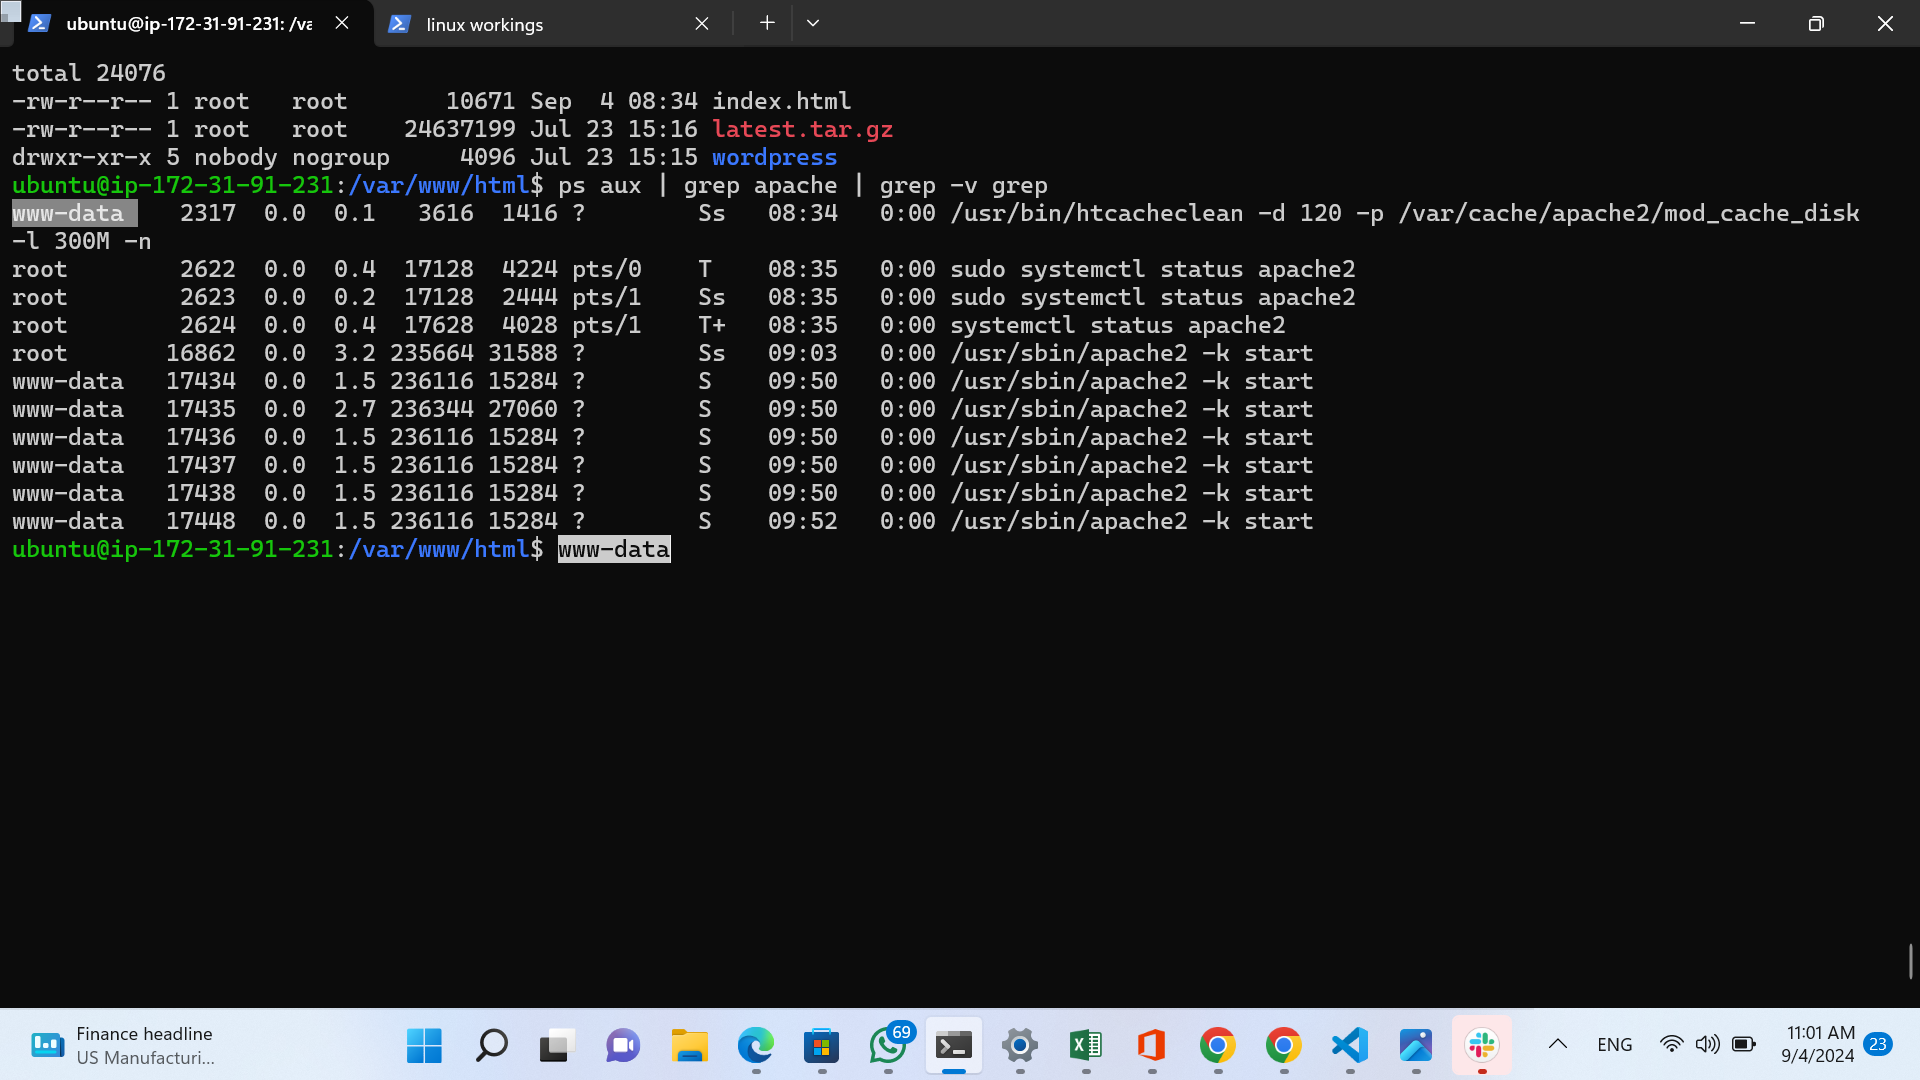 ubuntu@ip-172-31-91-231: /va
linux workings
total 24076
-rw-r--r-- 1 root   root       10671 Sep  4 08:34 index.html
-rw-r--r-- 1 root   root    24637199 Jul 23 15:16 latest.tar.gz
drwxr-xr-x 5 nobody nogroup     4096 Jul 23 15:15 wordpress
ubuntu@ip-172-31-91-231:/var/www/html$ ps aux | grep apache | grep -v grep
www-data    2317  0.0  0.1   3616  1416 ?        Ss   08:34   0:00 /usr/bin/htcacheclean -d 120 -p /var/cache/apache2/mod_cache_disk
-l 300M -n
root        2622  0.0  0.4  17128  4224 pts/0    T    08:35   0:00 sudo systemctl status apache2
root        2623  0.0  0.2  17128  2444 pts/1    Ss   08:35   0:00 sudo systemctl status apache2
root        2624  0.0  0.4  17628  4028 pts/1    T+   08:35   0:00 systemctl status apache2
root       16862  0.0  3.2 235664 31588 ?        Ss   09:03   0:00 /usr/sbin/apache2 -k start
www-data   17434  0.0  1.5 236116 15284 ?        S    09:50   0:00 /usr/sbin/apache2 -k start
www-data   17435  0.0  2.7 236344 27060 ?        S    09:50   0:00 /usr/sbin/apache2 -k start
www-data   17436  0.0  1.5 236116 15284 ?        S    09:50   0:00 /usr/sbin/apache2 -k start
www-data   17437  0.0  1.5 236116 15284 ?        S    09:50   0:00 /usr/sbin/apache2 -k start
www-data   17438  0.0  1.5 236116 15284 ?        S    09:50   0:00 /usr/sbin/apache2 -k start
www-data   17448  0.0  1.5 236116 15284 ?        S    09:52   0:00 /usr/sbin/apache2 -k start
ubuntu@ip-172-31-91-231:/var/www/html$ www-data
Finance headline
US Manufacturi...
69
ENG
11:01 AM
9/4/2024
23